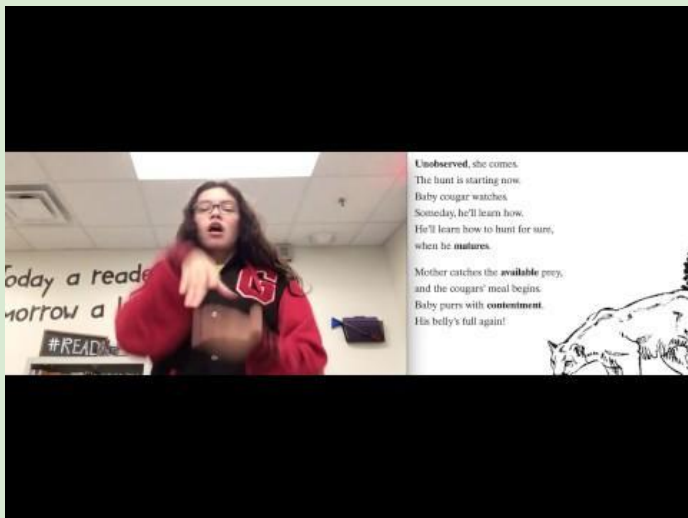 Today a reade
morrow a l
#READ
G
Unobserved, she comes.
The hunt is starting now.
Baby cougar watches.
Someday, he'll learn how.
He'll learn how to hunt for sure,
when he matures.
Mother catches the available prey,
and the cougars' meal begins.
Baby purrs with contentment.
His belly's full again!